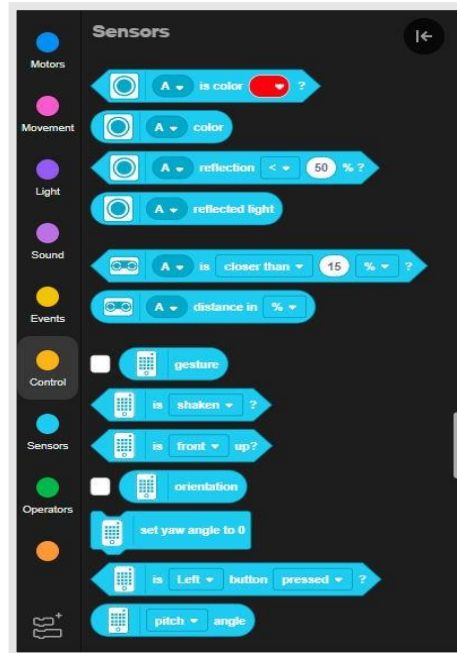 Sensors
Motors
Movement
Light
Sound
Events
Control
Sensors
Operators
A is color ?
A color
A reflection < 50 % ?
A reflected light
A is closer than 15 % ?
A distance in %
gesture
is shaken ?
is front up?
orientation
set yaw angle to 0
is Left button pressed ?
pitch angle